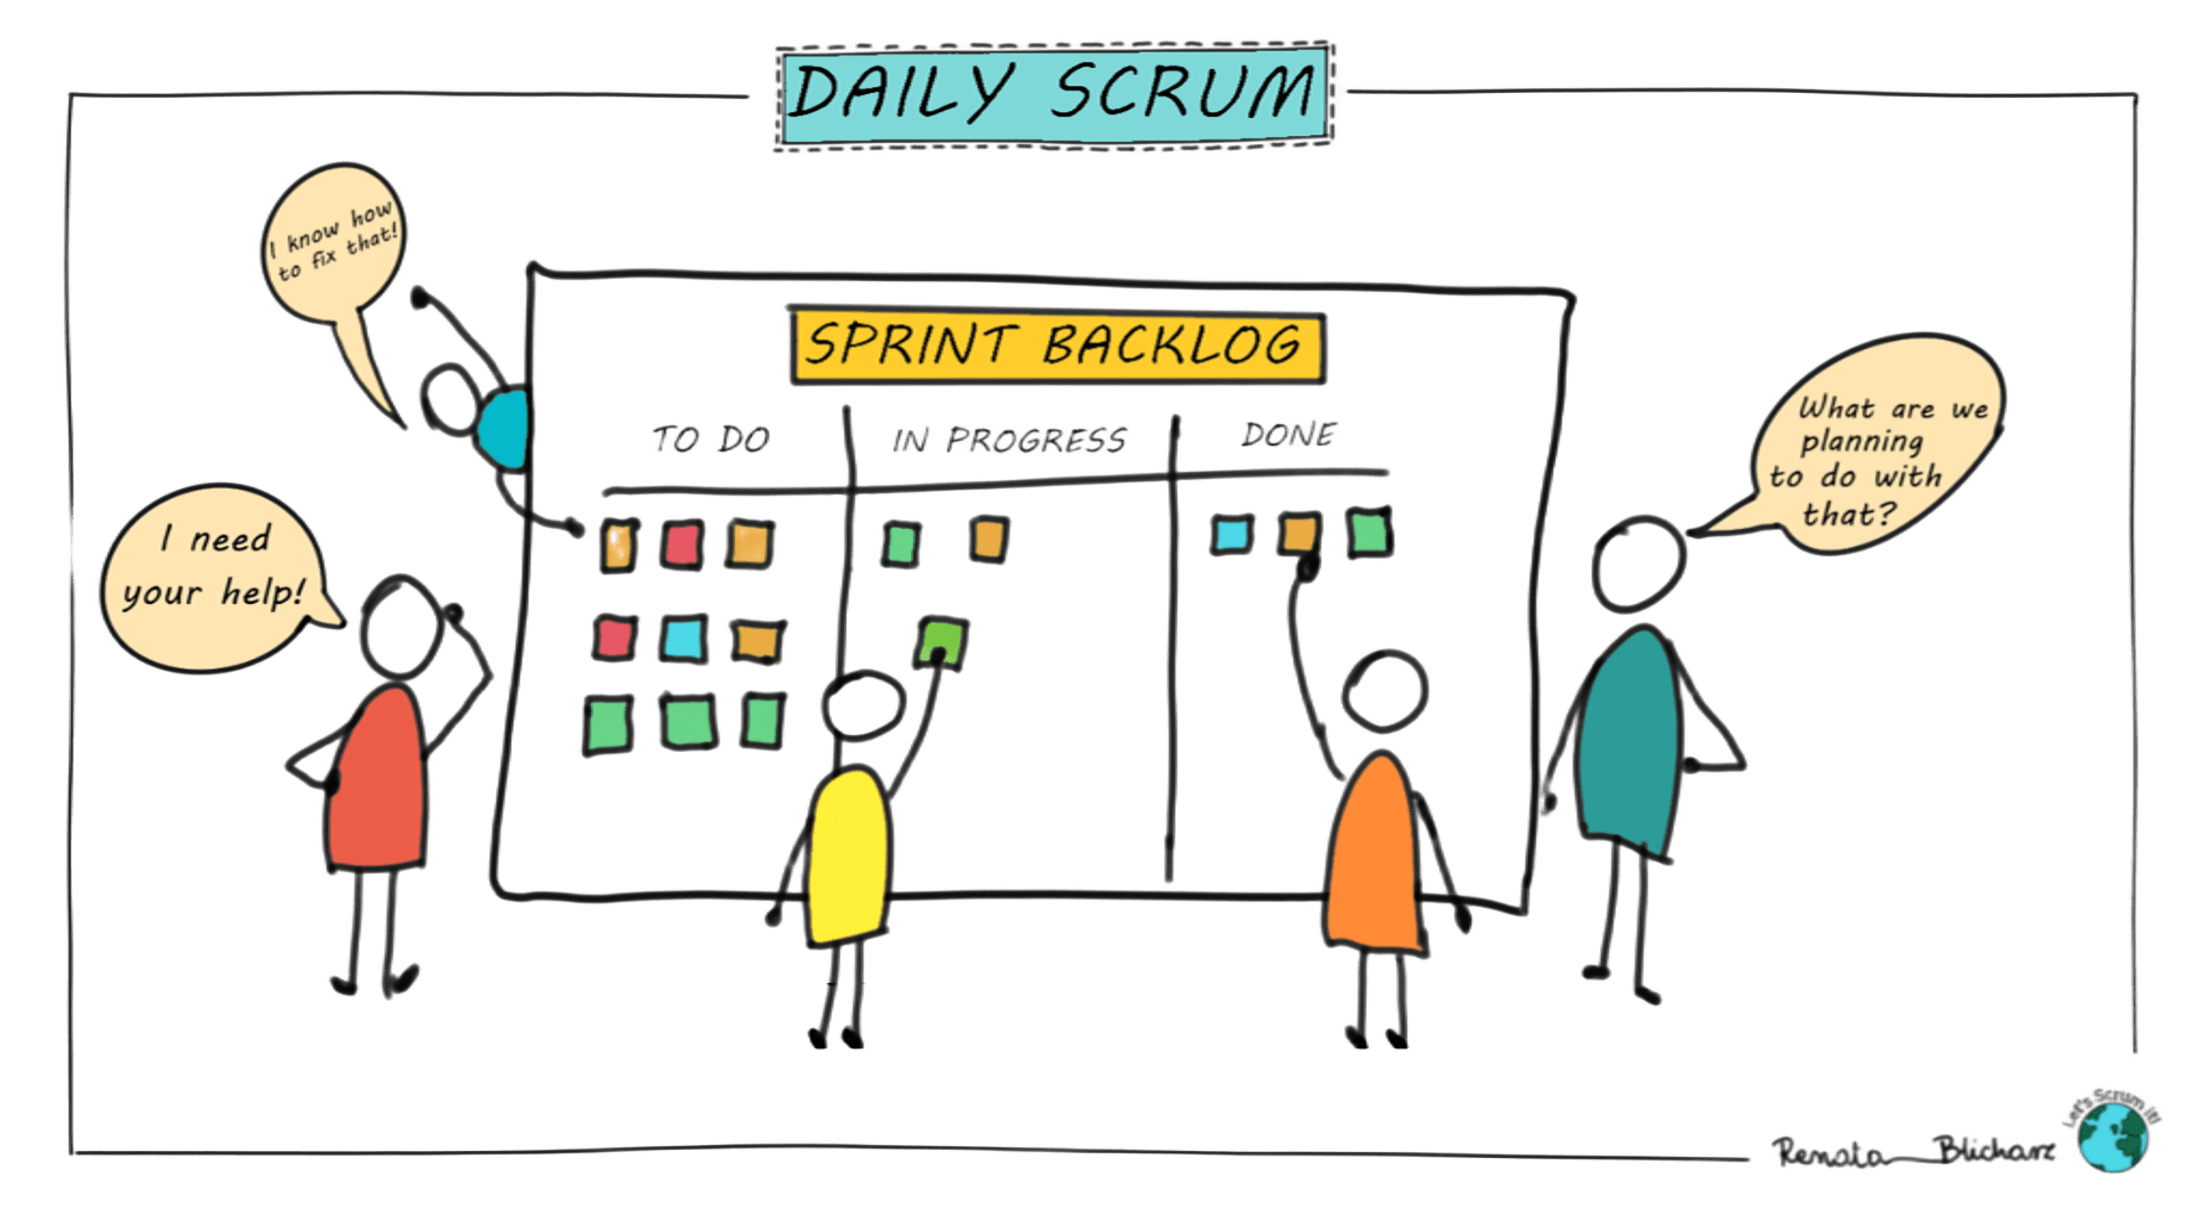 DAILY SCRUM
I know how
to fix that!
SPRINT BACKLOG
TO DO
IN PROGRESS
DONE
What are we
planning
to do with
that?
I need
your help!
Let's Scrum it!
Renata Blicharz